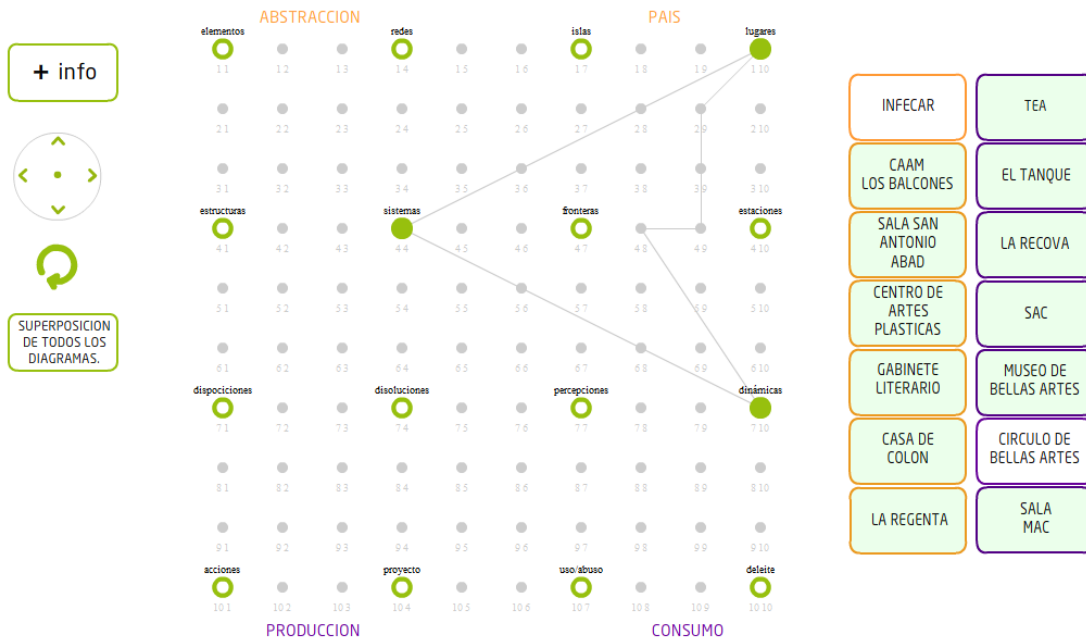 ABSTRACCION PAIS
elementos redes islas lugares
11 12 13 14 15 16 17 18 19 110
+ info
21 22 23 24 25 26 27 28 29 210
31 32 33 34 35 36 37 38 39 310
estructuras sistemas fronteras estaciones
41 42 43 44 45 46 47 48 49 410
51 52 53 54 55 56 57 58 59 510
SUPERPOSICION
DE TODOS LOS
DIAGRAMAS.
61 62 63 64 65 66 67 68 69 610
dispociciones disoluciones percepciones dinámicas
71 72 73 74 75 76 77 78 79 710
81 82 83 84 85 86 87 88 89 810
91 92 93 94 95 96 97 98 99 910
acciones proyecto uso/abuso deleite
101 102 103 104 105 106 107 108 109 1010
PRODUCCION CONSUMO
INFECAR
TEA
CAAM
LOS BALCONES
EL TANQUE
SALA SAN
ANTONIO
ABAD
LA RECOVA
CENTRO DE
ARTES
PLASTICAS
SAC
GABINETE
LITERARIO
MUSEO DE
BELLAS ARTES
CASA DE
COLON
CIRCULO DE
BELLAS ARTES
LA REGENTA
SALA
MAC